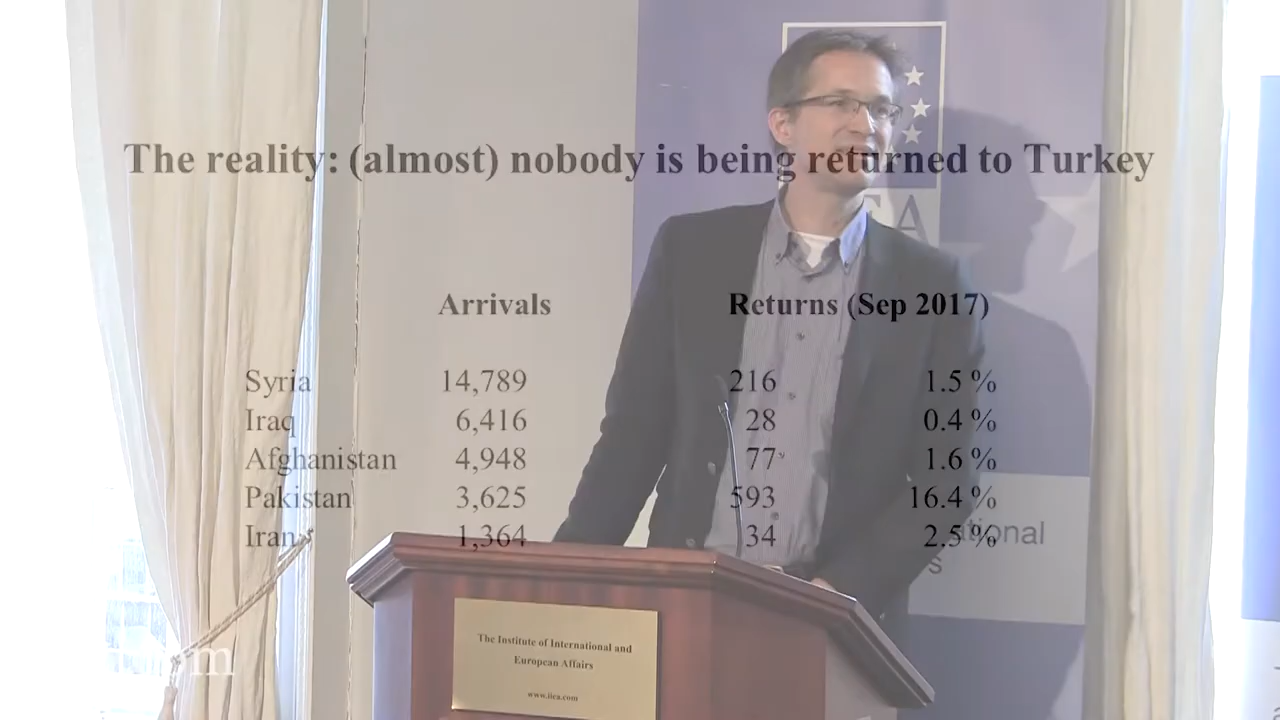 The reality: (almost) nobody is being returned to Turkey
Arrivals Returns (Sep 2017)
Syria 14,789 216 1.5 %
Iraq 6,416 28 0.4 %
Afghanistan 4,948 77 1.6 %
Pakistan 3,625 593 16.4 %
Iran 1,364 34 2.5 %
The Institute of International and
European Affairs
www.iiea.com